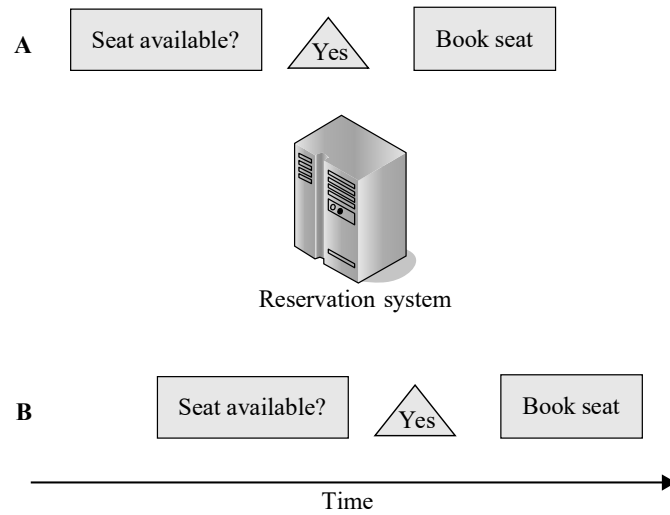 A
Seat available?
Yes
Book seat
Reservation system
B
Seat available?
Yes
Book seat
Time